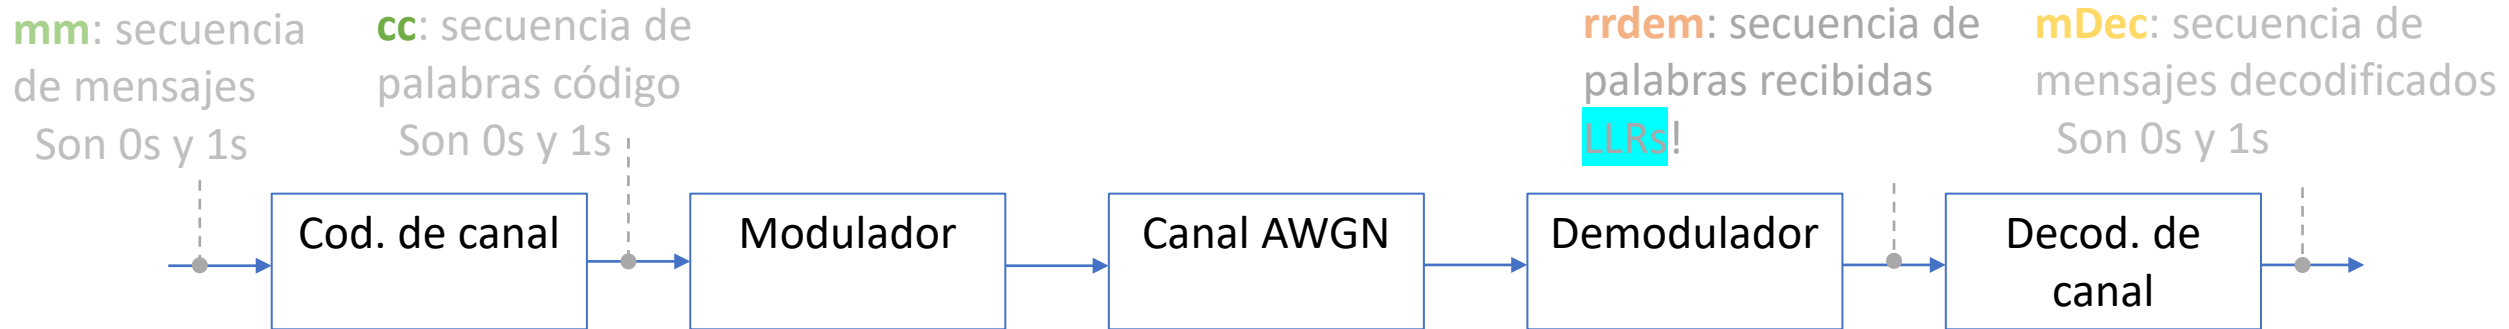 mm: secuencia
de mensajes
Son 0s y 1s
cc: secuencia de
palabras código
Son 0s y 1s
rrdem: secuencia de
palabras recibidas
LLRs!
mDec: secuencia de
mensajes decodificados
Son 0s y 1s
Cod. de canal
Modulador
Canal AWGN
Demodulador
Decod. de
canal